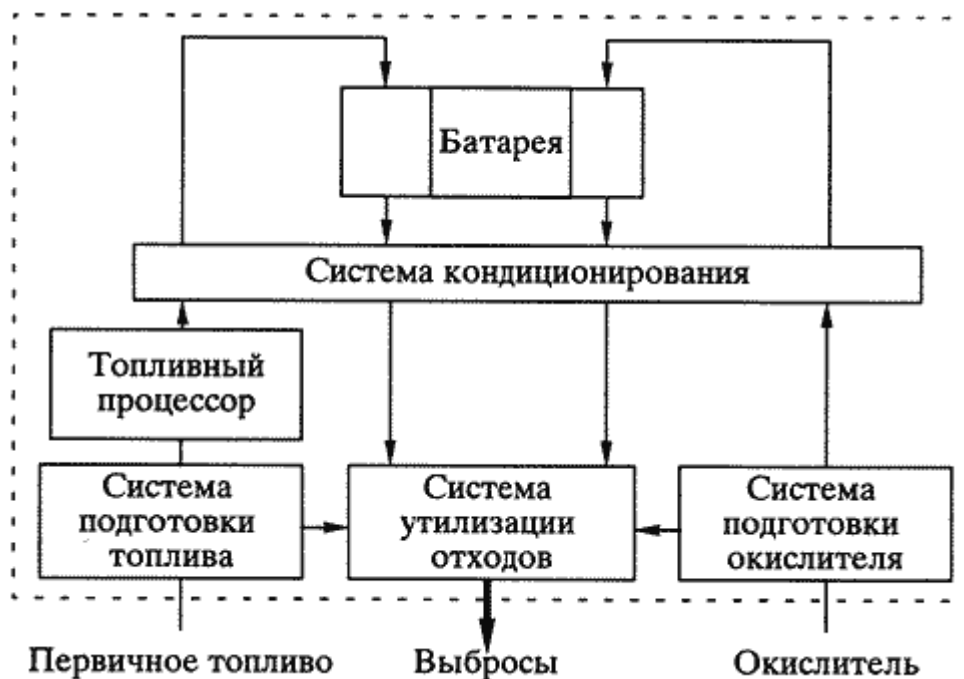 Батарея
Система кондиционирования
Топливный
процессор
Система
подготовки
топлива
Система
утилизации
отходов
Система
подготовки
окислителя
Первичное топливо
Выбросы
Окислитель